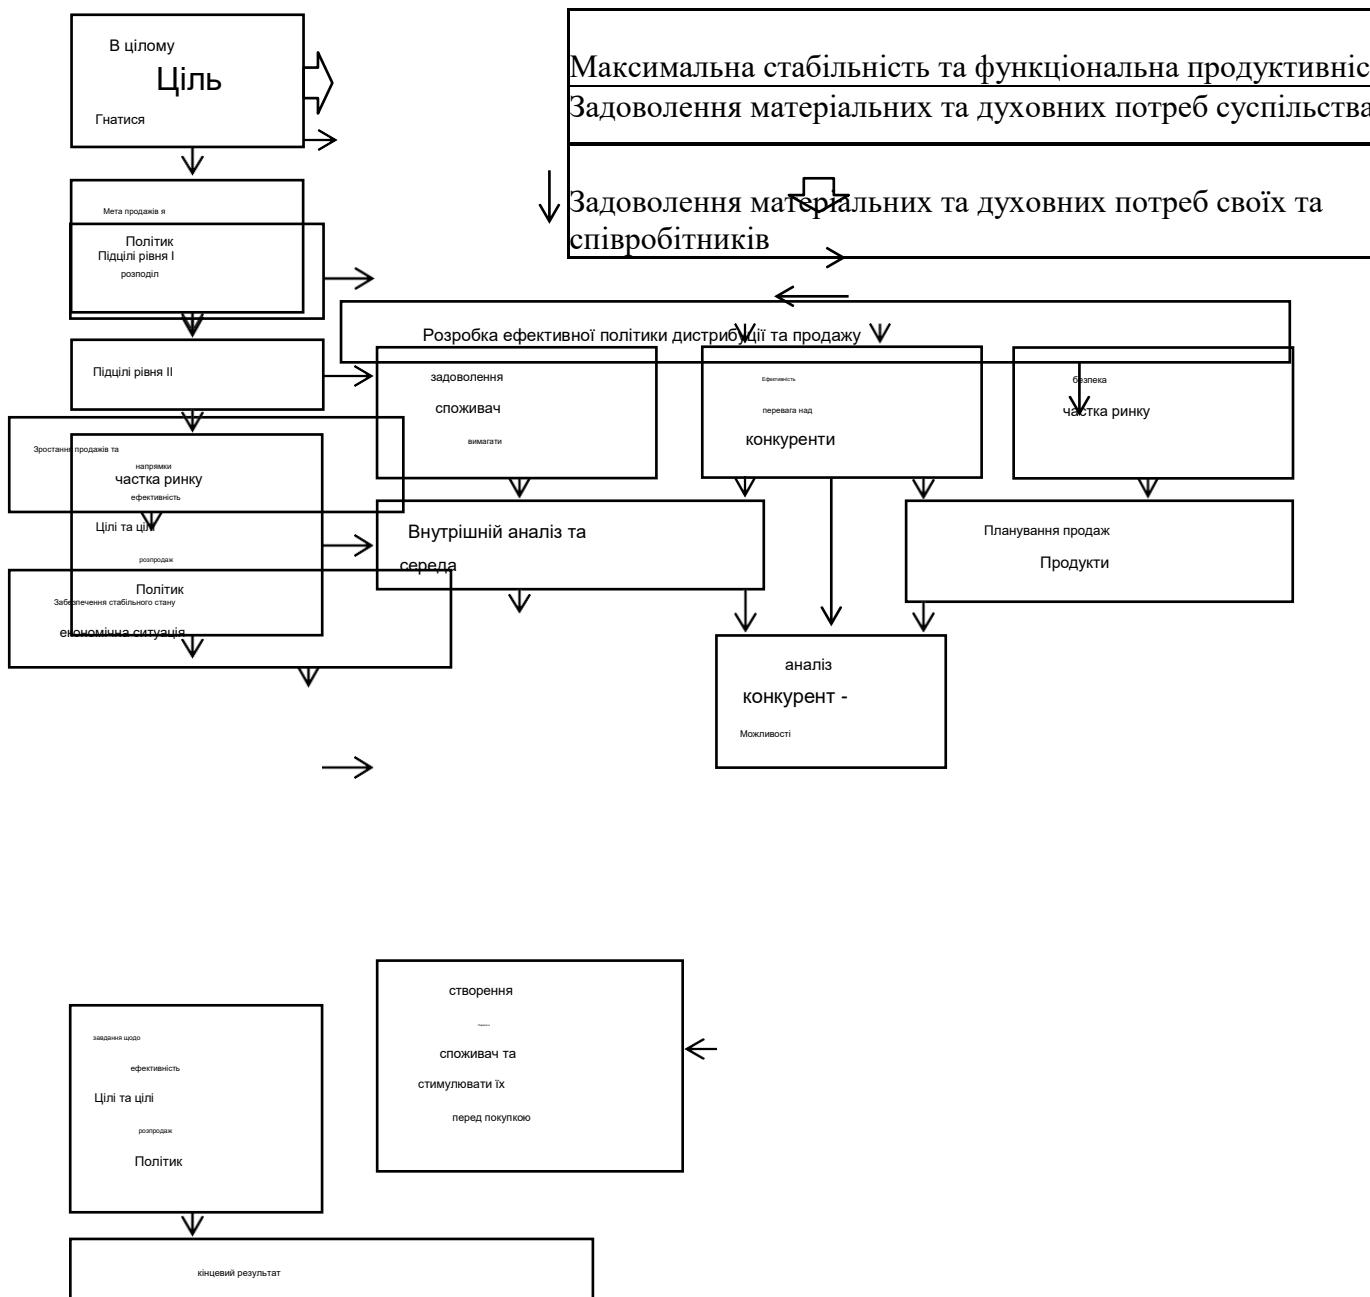 В цілому
Ціль
Гнатися
Максимальна стабільність та функціональна продуктивніс
Задоволення матеріальних та духовних потреб суспільства
Задоволення матеріальних та духовних потреб своїх та
співробітників
Мета продажів я
Політик
Підцілі рівня I
розподіл
Розробка ефективної політики дистрибуції та продажу
Підцілі рівня II
задоволення
споживач
вимагати
Ефективність
перевага над
конкуренти
безпека
частка ринку
Зростання продажів та
напрямки
частка ринку
ефективність
Цілі та цілі
розпродаж
Політик
Забезпечення стабільного стану
економічна ситуація
Внутрішній аналіз та
середа
Планування продаж
Продукти
аналіз
конкурент -
Можливості
створення
споживач та
стимулювати їх
перед покупкою
завдання щодо
ефективність
Цілі та цілі
розпродаж
Політик
кінцевий результат